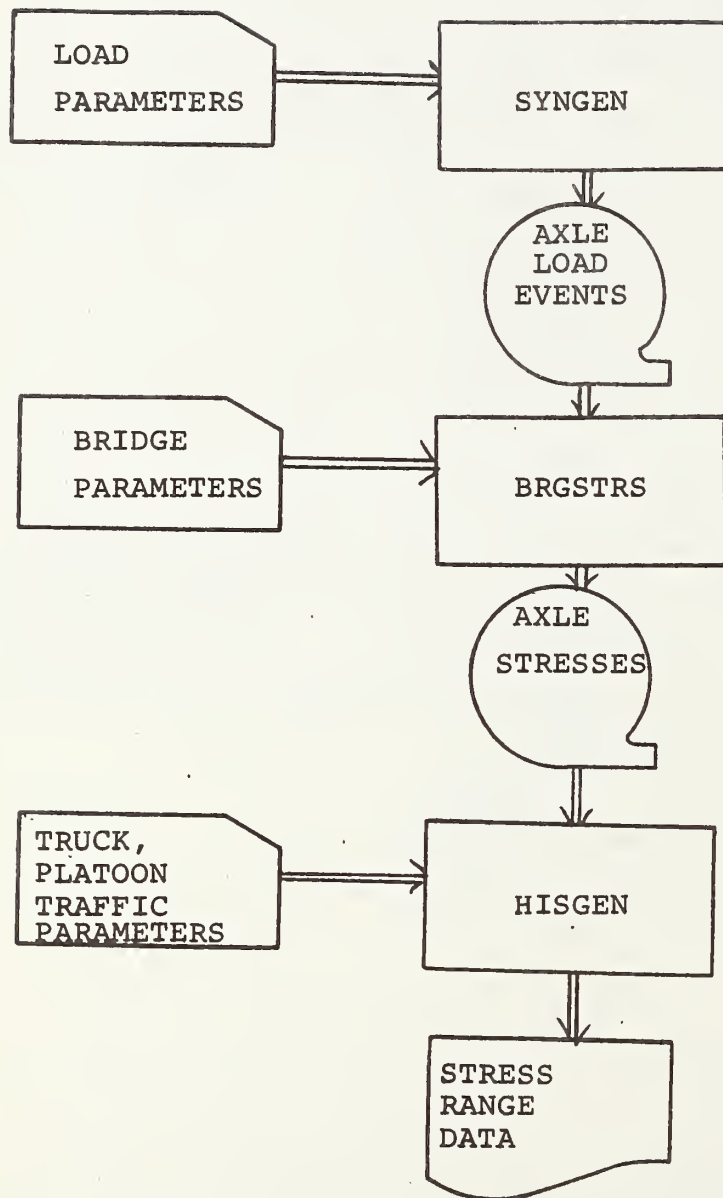 LOAD
PARAMETERS
SYNGEN
AXLE
LOAD
EVENTS
BRIDGE
PARAMETERS
BRGSTRS
AXLE
STRESSES
TRUCK,
PLATOON
TRAFFIC
PARAMETERS
HISGEN
STRESS
RANGE
DATA